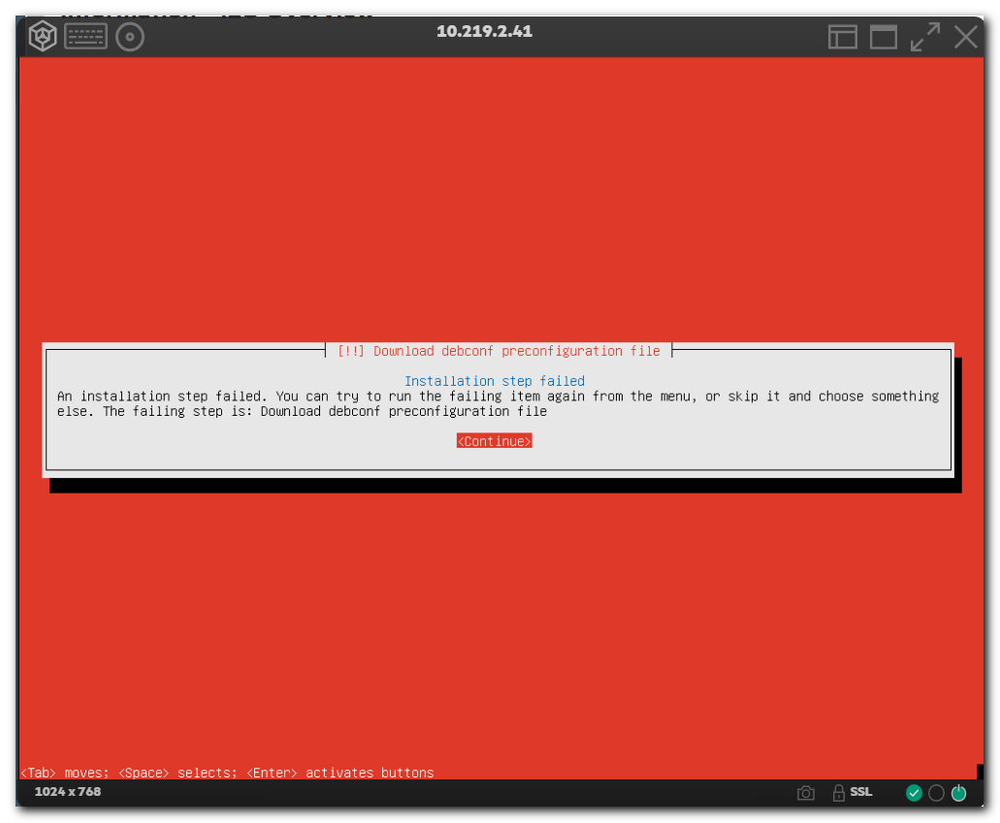 10.219.2.41
[!!] Download debconf preconfiguration file
Installation step failed
An installation step failed. You can try to run the failing item again from the menu, or skip it and choose something
else. The failing step is: Download debconf preconfiguration file
<Continue>
<Tab> moves; <Space> selects; <Enter> activates buttons
1024 x 768
SSL